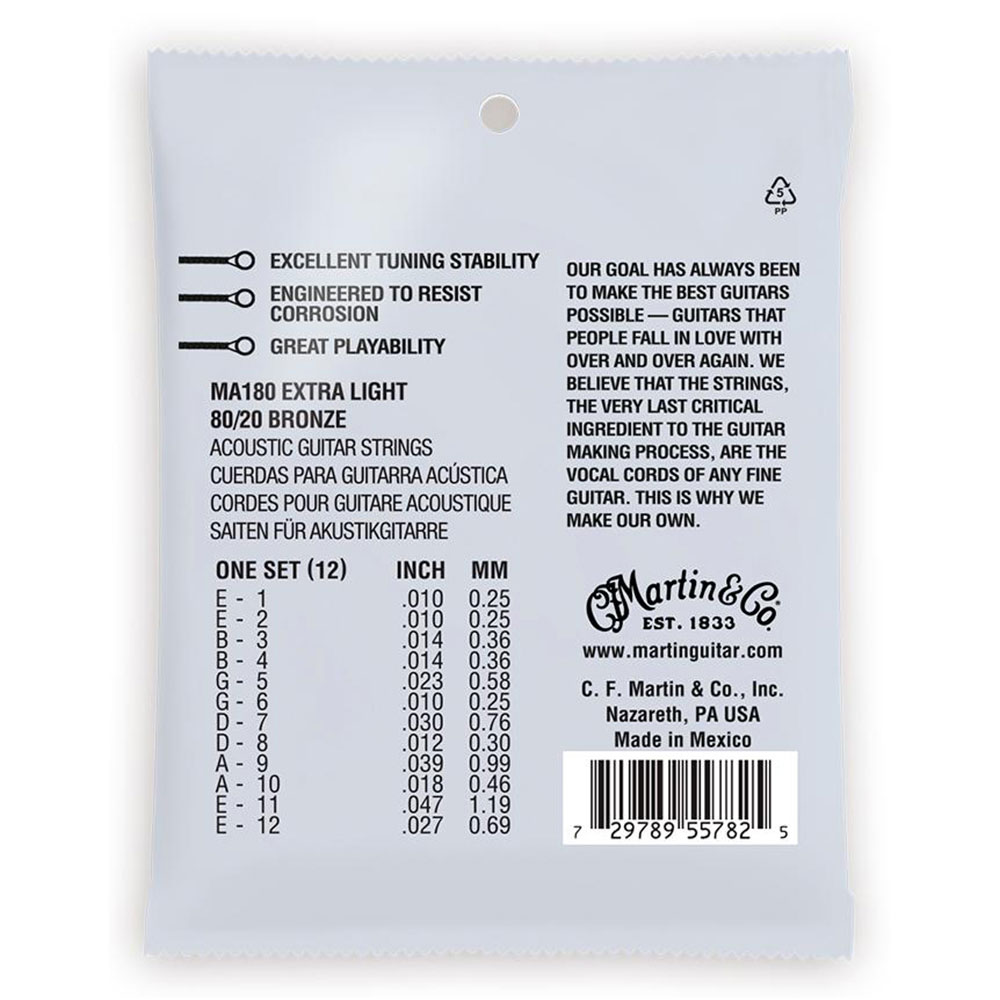 5
PP
EXCELLENT TUNING STABILITY
ENGINEERED TO RESIST
CORROSION
GREAT PLAYABILITY
MA180 EXTRA LIGHT
80/20 BRONZE
ACOUSTIC GUITAR STRINGS
CUERDAS PARA GUITARRA ACÚSTICA
CORDES POUR GUITARE ACOUSTIQUE
SAITEN FÜR AKUSTIKGITARRE
ONE SET (12) INCH MM
E - 1 .010 0.25
E - 2 .010 0.25
B - 3 .014 0.36
B - 4 .014 0.36
G - 5 .023 0.58
G - 6 .010 0.25
D - 7 .030 0.76
D - 8 .012 0.30
A - 9 .039 0.99
A - 10 .018 0.46
E - 11 .047 1.19
E - 12 .027 0.69
OUR GOAL HAS ALWAYS BEEN
TO MAKE THE BEST GUITARS
POSSIBLE — GUITARS THAT
PEOPLE FALL IN LOVE WITH
OVER AND OVER AGAIN. WE
BELIEVE THAT THE STRINGS,
THE VERY LAST CRITICAL
INGREDIENT TO THE GUITAR
MAKING PROCESS, ARE THE
VOCAL CORDS OF ANY FINE
GUITAR. THIS IS WHY WE
MAKE OUR OWN.
CF Martin & Co.
EST. 1833
www.martinguitar.com
C. F. Martin & Co., Inc.
Nazareth, PA USA
Made in Mexico
7 29789 55782 5